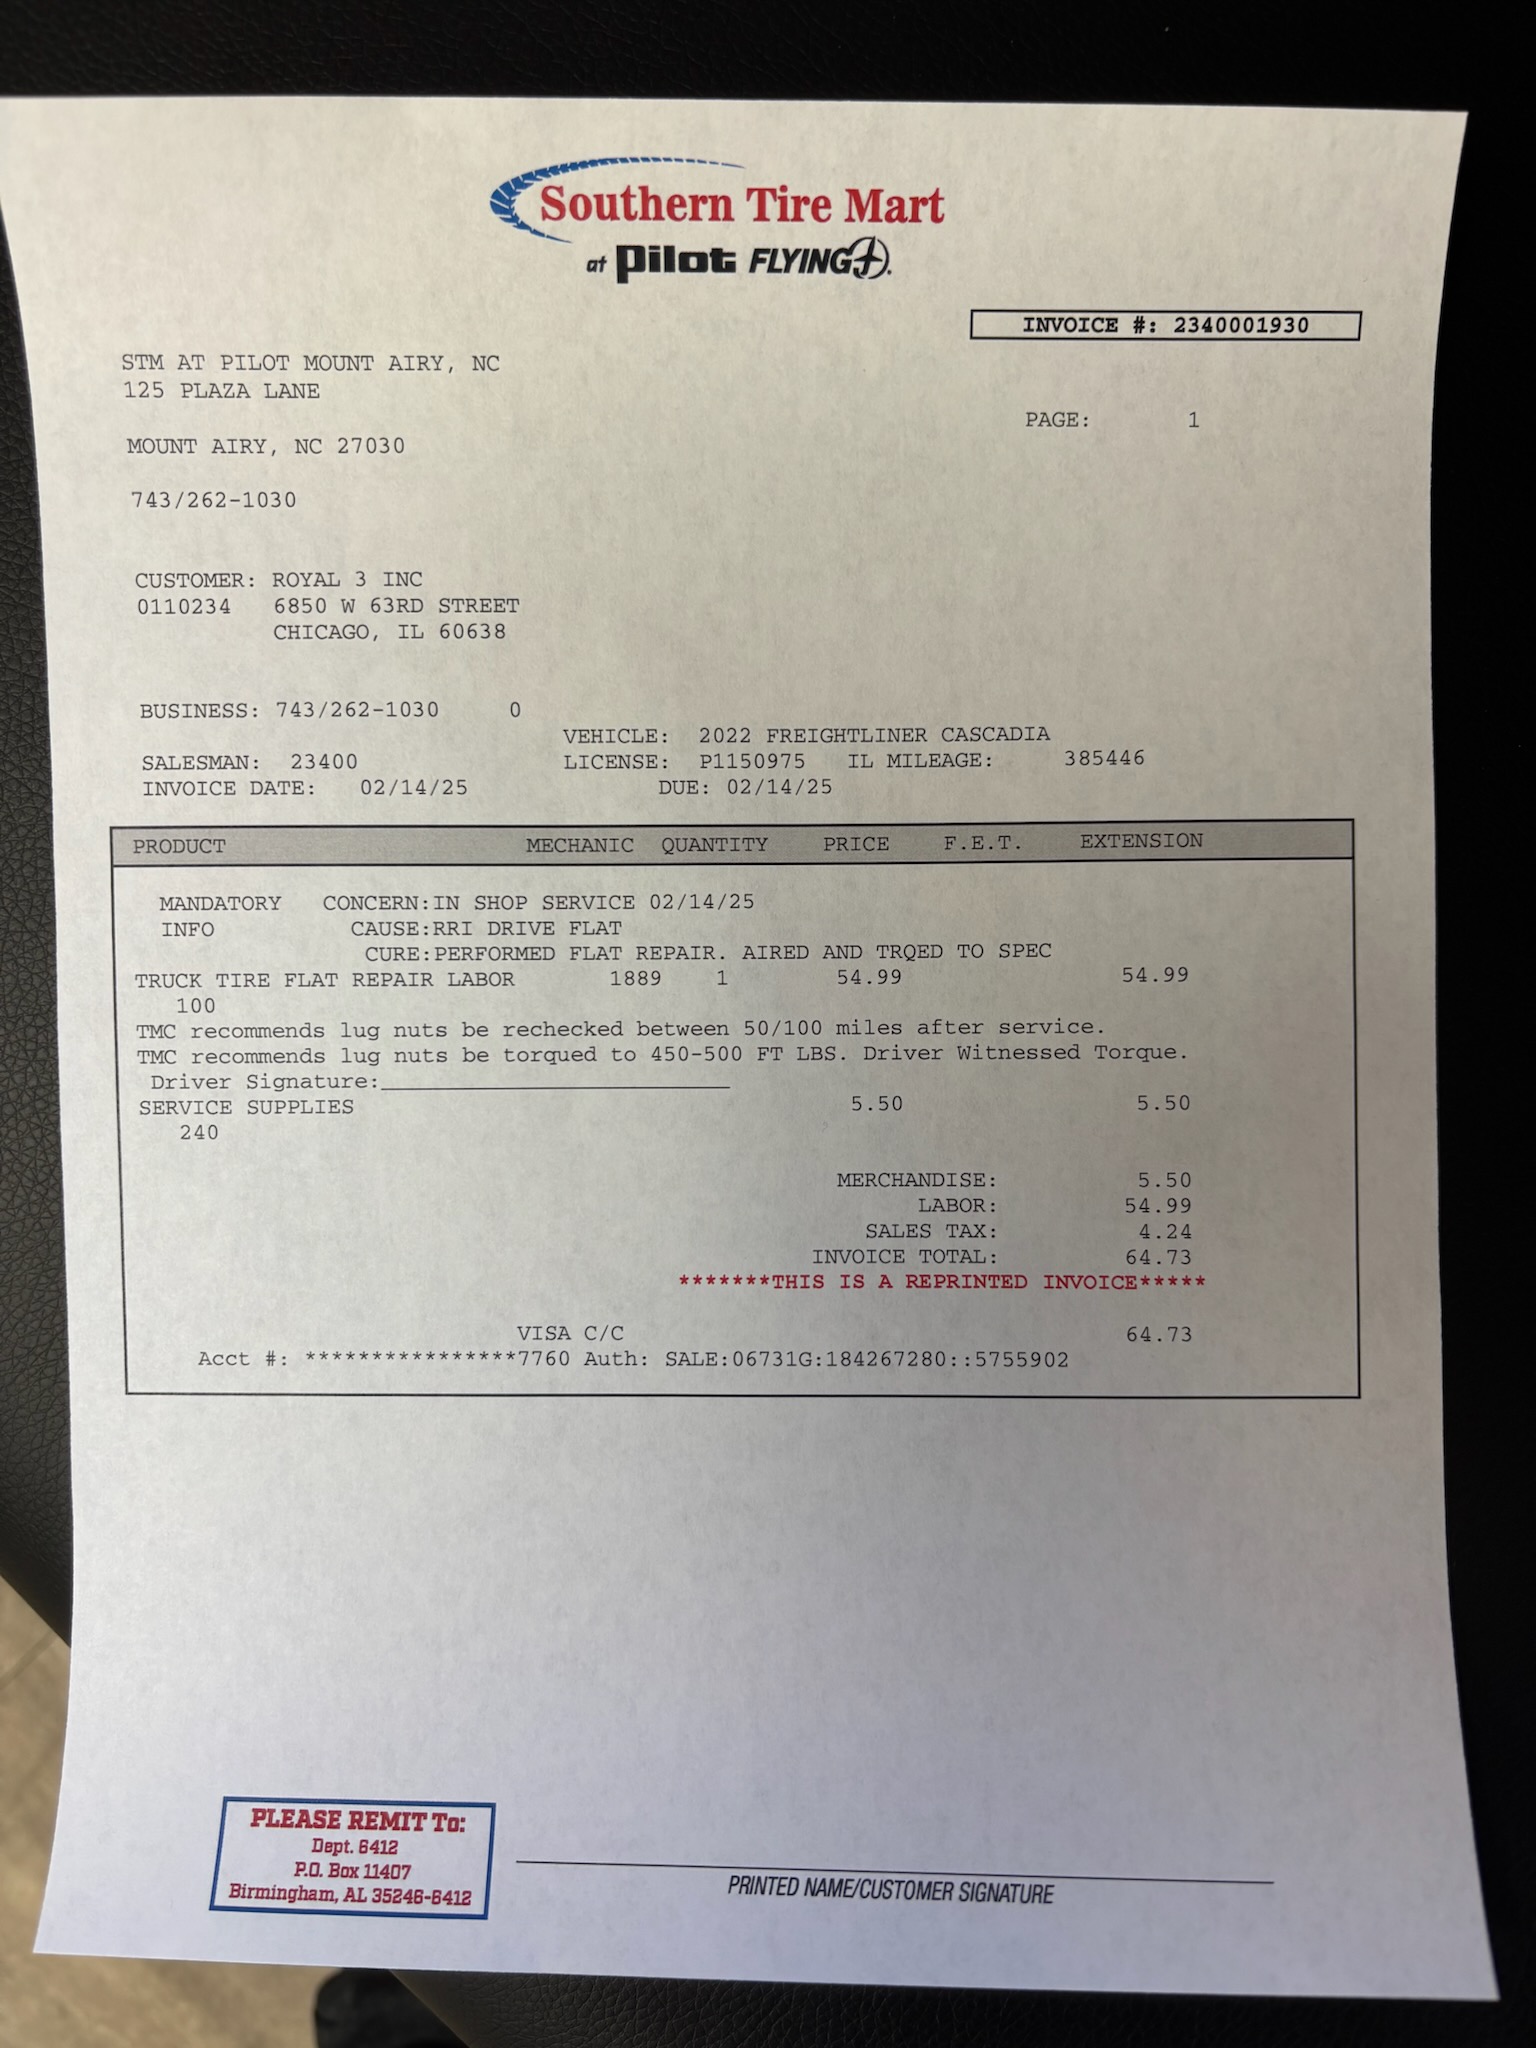 Southern Tire Mart
at Pilot FLYING J.
INVOICE #: 2340001930
STM AT PILOT MOUNT AIRY, NC
125 PLAZA LANE
PAGE: 1
MOUNT AIRY, NC 27030
743/262-1030
CUSTOMER: ROYAL 3 INC
0110234 6850 W 63RD STREET
CHICAGO, IL 60638
BUSINESS: 743/262-1030 0
VEHICLE: 2022 FREIGHTLINER CASCADIA
SALESMAN: 23400 LICENSE: P1150975 IL MILEAGE: 385446
INVOICE DATE: 02/14/25 DUE: 02/14/25
PRODUCT MECHANIC QUANTITY PRICE F.E.T. EXTENSION
MANDATORY CONCERN:IN SHOP SERVICE 02/14/25
INFO CAUSE:RRI DRIVE FLAT
CURE:PERFORMED FLAT REPAIR. AIRED AND TRQED TO SPEC
TRUCK TIRE FLAT REPAIR LABOR 1889 1 54.99 54.99
100
TMC recommends lug nuts be rechecked between 50/100 miles after service.
TMC recommends lug nuts be torqued to 450-500 FT LBS. Driver Witnessed Torque.
Driver Signature:
SERVICE SUPPLIES 5.50 5.50
240
MERCHANDISE: 5.50
LABOR: 54.99
SALES TAX: 4.24
INVOICE TOTAL: 64.73
*******THIS IS A REPRINTED INVOICE*****
VISA C/C 64.73
Acct #: ****************7760 Auth: SALE:06731G:184267280::5755902
PLEASE REMIT To:
Dept. 6412
P.O. Box 11407
Birmingham, AL 35246-6412
PRINTED NAME/CUSTOMER SIGNATURE